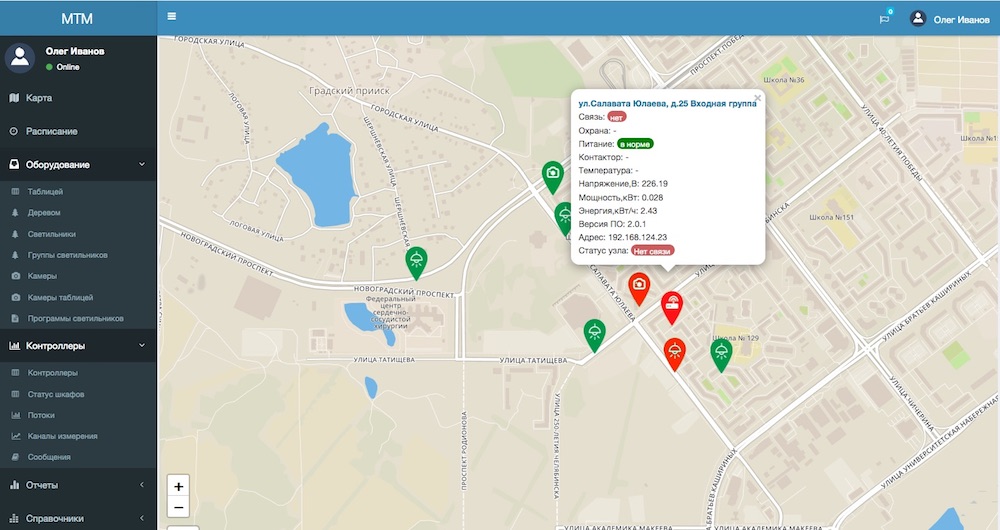 МТМ
0
Олег Иванов
Олег Иванов
Online
Карта
Расписание
Оборудование
Таблицей
Деревом
Светильники
Группы светильников
Камеры
Камеры таблицей
Программы светильников
Контроллеры
Контроллеры
Статус шкафов
Потоки
Каналы измерения
Сообщения
Отчеты
Справочники
ГОРОДСКАЯ УЛИЦА
Градский прииск
ГОРОДСКАЯ УЛИЦА
ЛОГОВАЯ УЛИЦА
ШЕРШНЕВСКАЯ УЛИЦА
ШЕРШНЕВСКАЯ
ЛОГОВАЯ УЛИЦА
НОВОГРАДСКИЙ ПРОСПЕКТ
НОВОГРАДСКИЙ ПРОСПЕКТ
Федеральный
центр
сердечно-
сосудистой
хирургии
УЛИЦА ТАТИЩЕВА
УЛИЦА ТАТИЩЕВА
ПРОСПЕКТ РОДИОНОВА
УЛИЦА 250-ЛЕТИЯ ЧЕЛЯБИНСКА
ПРОСПЕКТ ПОБЕДЫ
Школа №36
УЛИЦА 40-ЛЕТИЯ ПОБЕДЫ
Школа №151
ул.Салавата Юлаева, д.25 Входная группа
×
Связь: нет
Охрана: -
Питание: в норме
Контактор: -
Температура: -
Напряжение,В: 226.19
Мощность,кВт: 0.028
Энергия,кВт/ч: 2.43
Версия ПО: 2.0.1
Адрес: 192.168.124.23
Статус узла: Нет связи
САЛАВАТА ЮЛАЕВА
Школа № 129
УЛИЦА БРАТЬЕВ КАШИРИНЫХ
УЛИЦА ЧИЧЕРИНА
УЛИЦА УНИВЕРСИТЕТСКАЯ НАБЕРЕЖНАЯ
БРАТЬЕВ КАШИРИНЫХ
УЛИЦА АКАДЕМИКА МАКЕЕВА
УЛИЦА АКАДЕМИКА МАКЕЕВА
+
−